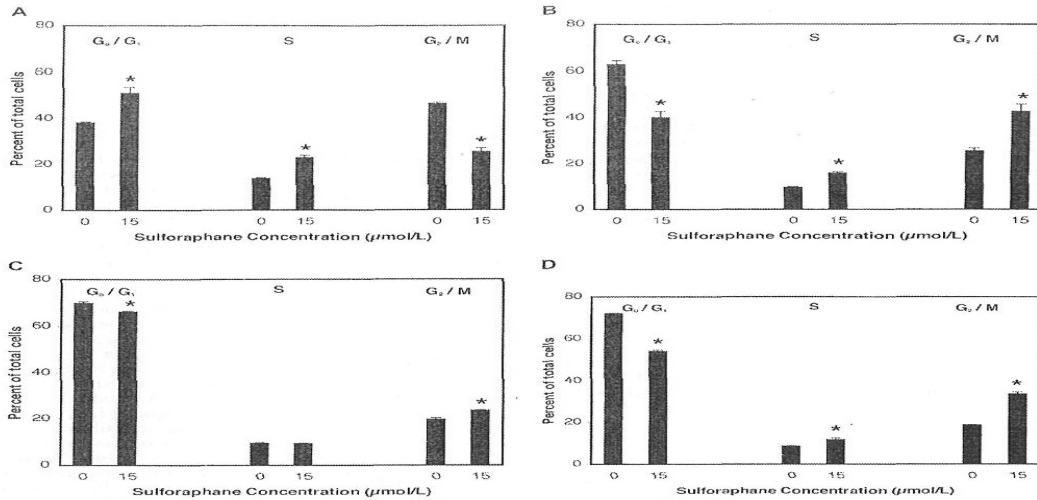 A
80
60
40
20
0
Percent of total cells
G₀ / G₁ S G₂ / M
* * *
0 15 0 15 0 15
Sulforaphane Concentration (µmol/L)
B
80
60
40
20
0
Percent of total cells
G₀ / G₁ S G₂ / M
* * *
0 15 0 15 0 15
Sulforaphane Concentration (µmol/L)
C
80
60
40
20
0
Percent of total cells
G₀ / G₁ S G₂ / M
* *
0 15 0 15 0 15
Sulforaphane Concentration (µmol/L)
D
80
60
40
20
0
Percent of total cells
G₀ / G₁ S G₂ / M
* * *
0 15 0 15 0 15
Sulforaphane Concentration (µmol/L)